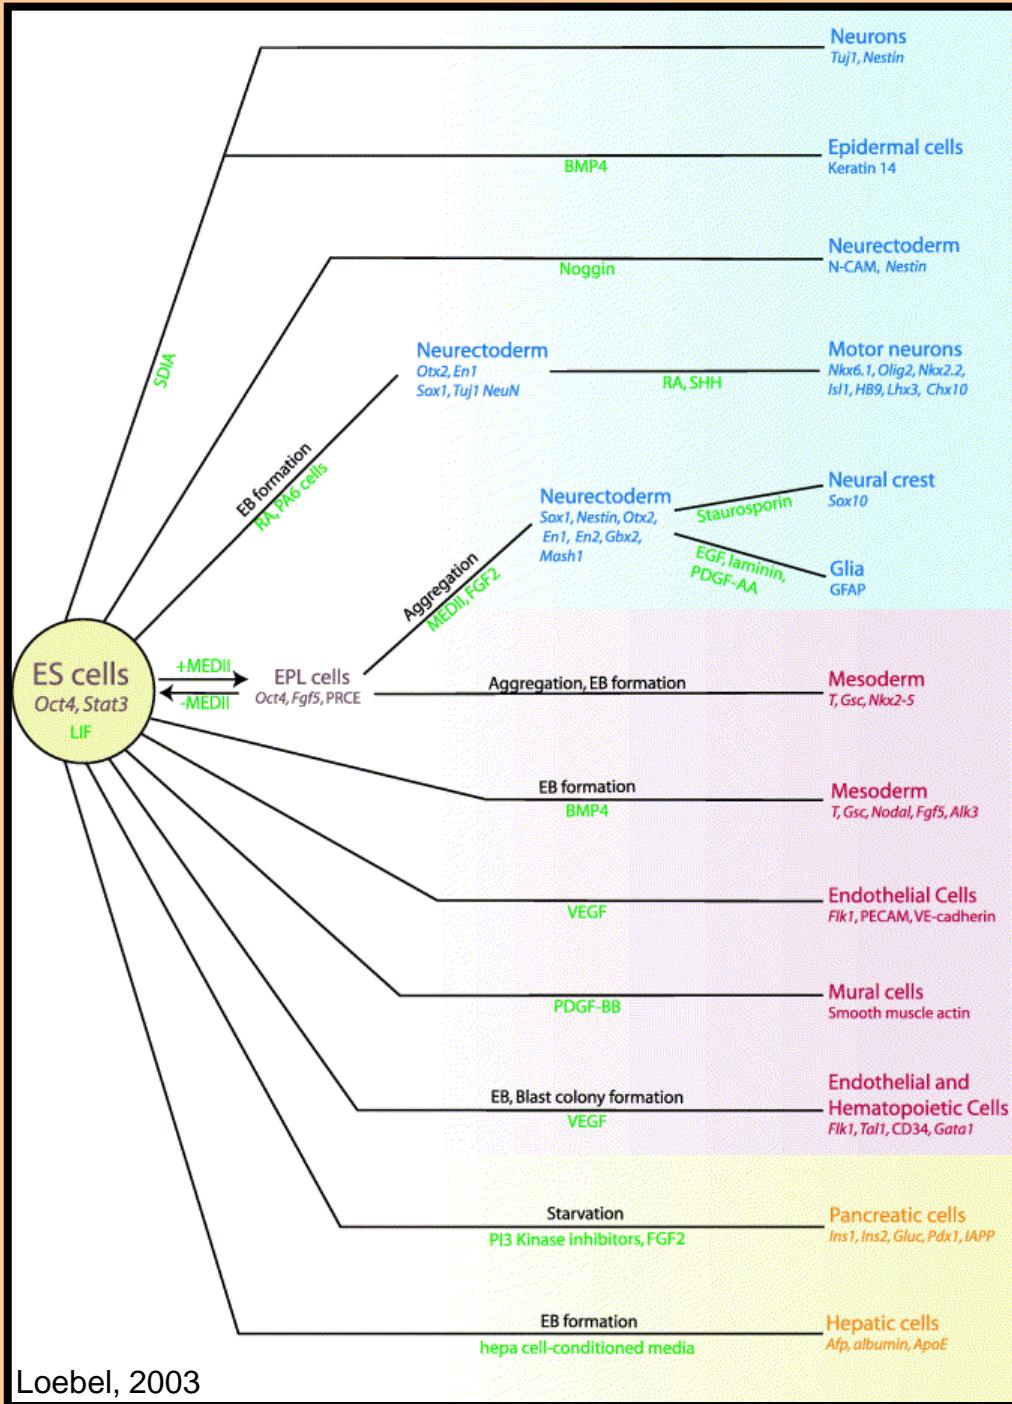 Neurons
Tuj1, Nestin
Epidermal cells
BMP4
Keratin 14
Neurectoderm
Noggin
N-CAM, Nestin
SDIA
Neurectoderm
Otx2, En1
Sox1, Tuj1 NeuN
RA, SHH
Motor neurons
Nkx6.1, Olig2, Nkx2.2,
Isl1, HB9, Lhx3, Chx10
EB formation
RA, PA6 cells
Neurectoderm
Sox1, Nestin, Otx2,
En1, En2, Gbx2,
Mash1
Staurosporin
Neural crest
Sox10
EGF, laminin,
PDGF-AA
Glia
GFAP
Aggregation
MEDII, FGF2
ES cells
Oct4, Stat3
LIF
+MEDII
-MEDII
EPL cells
Oct4, Fgf5, PRCE
Aggregation, EB formation
Mesoderm
T, Gsc, Nkx2-5
EB formation
BMP4
Mesoderm
T, Gsc, Nodal, Fgf5, Alk3
VEGF
Endothelial Cells
Flk1, PECAM, VE-cadherin
PDGF-BB
Mural cells
Smooth muscle actin
EB, Blast colony formation
VEGF
Endothelial and
Hematopoietic Cells
Flk1, Tal1, CD34, Gata1
Starvation
PI3 Kinase inhibitors, FGF2
Pancreatic cells
Ins1, Ins2, Gluc, Pdx1, IAPP
EB formation
hepa cell-conditioned media
Hepatic cells
Afp, albumin, ApoE
Loebel, 2003